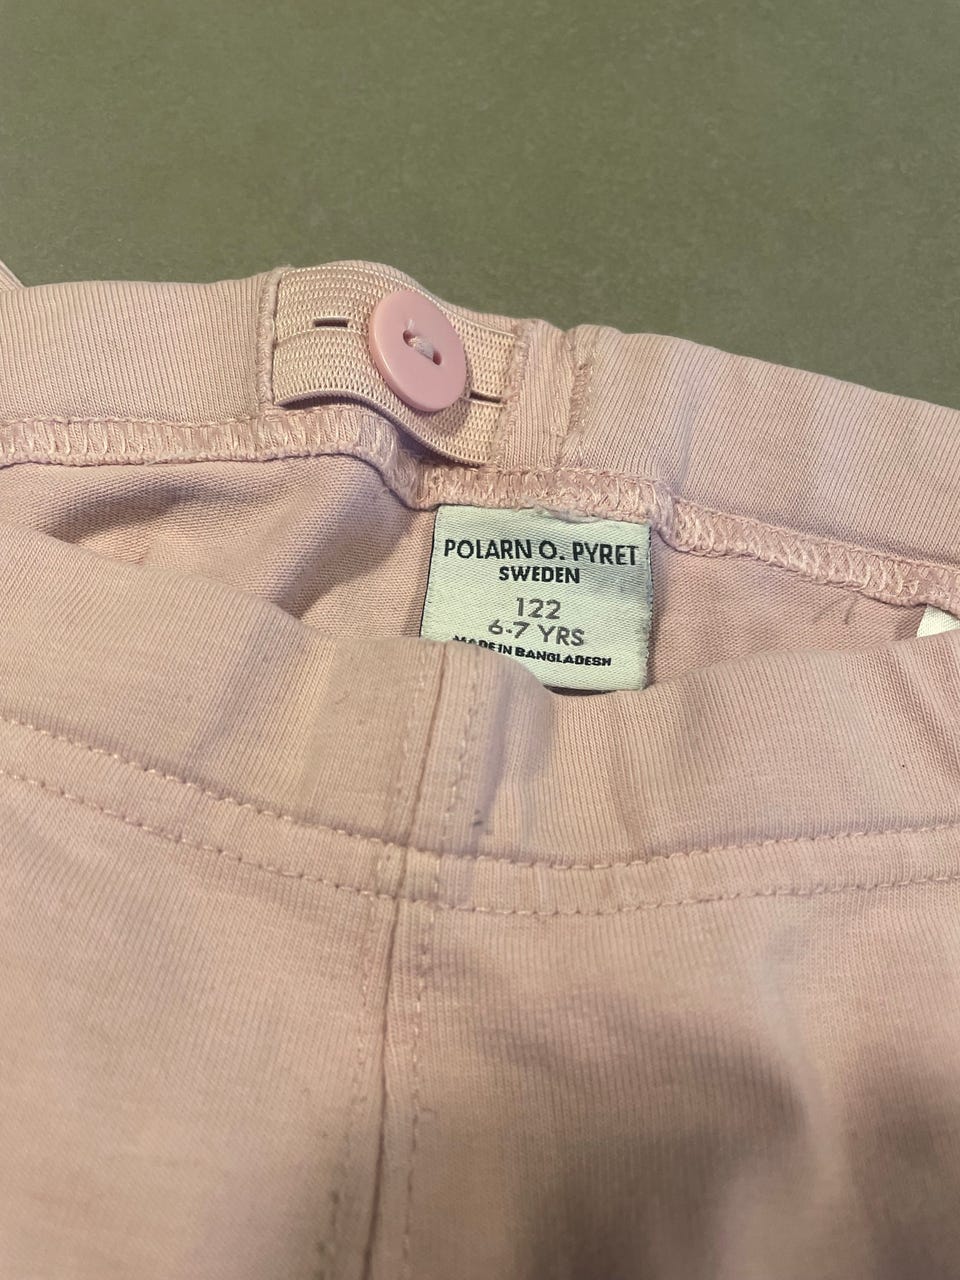 POLARN O. PYRET
SWEDEN
122
6-7 YRS
MADE IN BANGLADESH